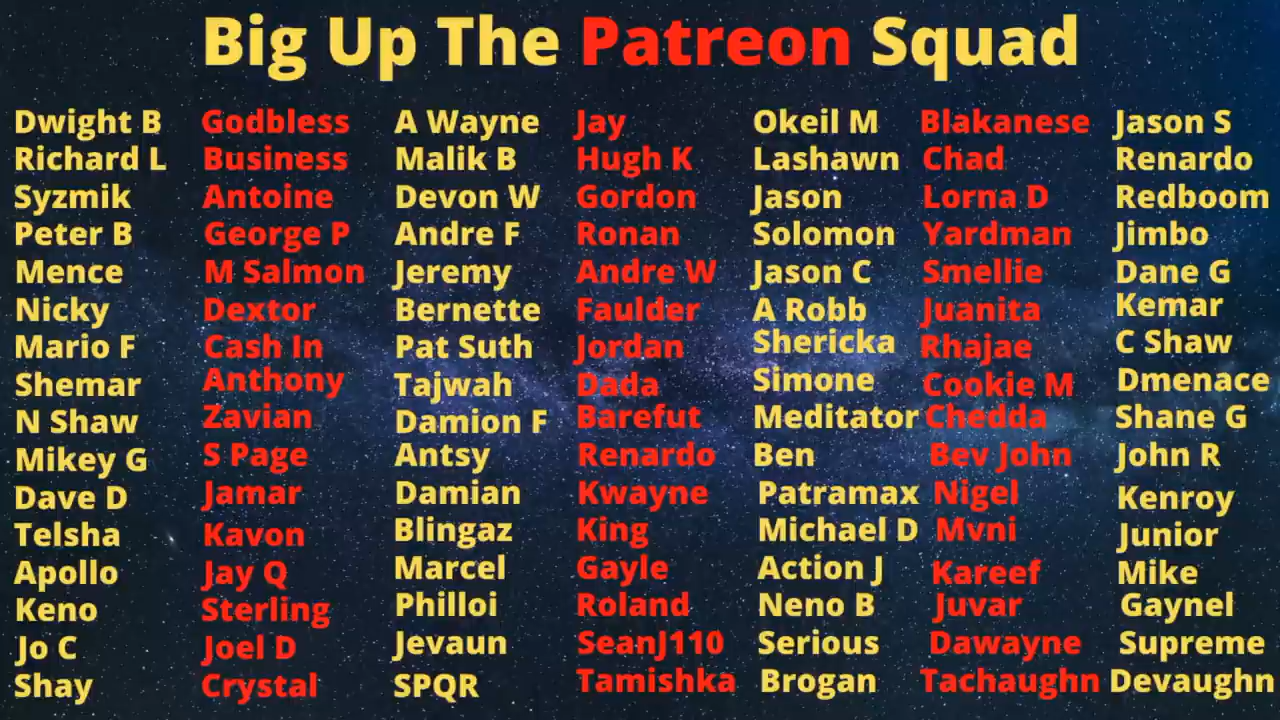 Big Up The Patreon Squad
Dwight B Godbless A Wayne Jay Okeil M Blakanese Jason S
Richard L Business Malik B Hugh K Lashawn Chad Renardo
Syzmik Antoine Devon W Gordon Jason Lorna D Redboom
Peter B George P Andre F Ronan Solomon Yardman Jimbo
Mence M Salmon Jeremy Andre W Jason C Smellie Dane G
Nicky Dextor Bernette Faulder A Robb Juanita Kemar
Mario F Cash In Pat Suth Jordan Shericka Rhajae C Shaw
Shemar Anthony Tajwah Dada Simone Cookie M Dmenace
N Shaw Zavian Damion F Barefut Meditator Chedda Shane G
Mikey G S Page Antsy Renardo Ben Bev John John R
Dave D Jamar Damian Kwayne Patramax Nigel Kenroy
Telsha Kavon Blingaz King Michael D Mvni Junior
Apollo Jay Q Marcel Gayle Action J Kareef Mike
Keno Sterling Philloi Roland Neno B Juvar Gaynel
Jo C Joel D Jevaun SeanJ110 Serious Dawayne Supreme
Shay Crystal SPQR Tamishka Brogan Tachaughn Devaughn